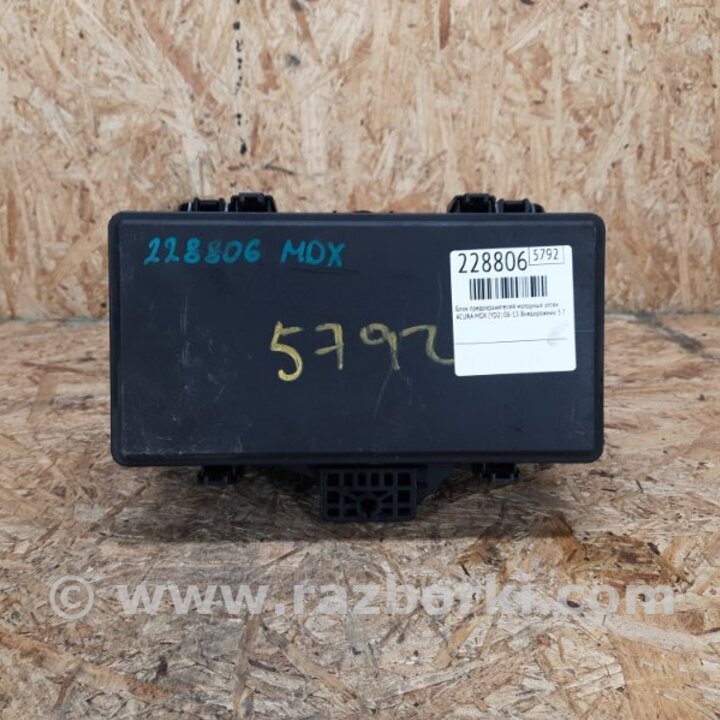 228806 MDX
5792
228806 5792
Блок предохранителей моторный отсек
ACURA MDX (YD2) 06-13 Внедорожник 3.7
© www.razborki.com